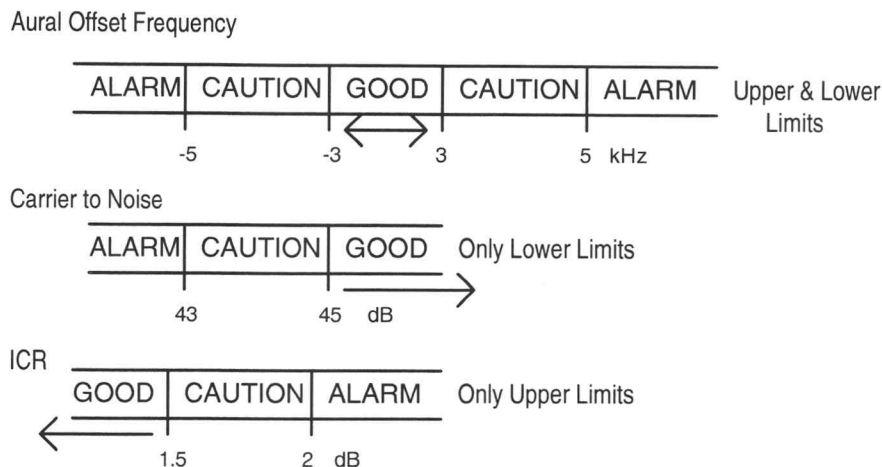 Aural Offset Frequency
ALARM CAUTION GOOD CAUTION ALARM Upper & Lower
Limits
-5 -3 3 5 kHz
Carrier to Noise
ALARM CAUTION GOOD Only Lower Limits
43 45 dB
ICR
GOOD CAUTION ALARM Only Upper Limits
1.5 2 dB